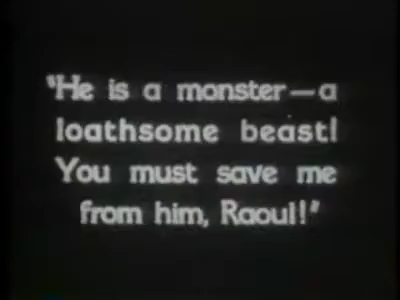 "He is a monster—a
loathsome beast!
You must save me
from him, Raoul!"